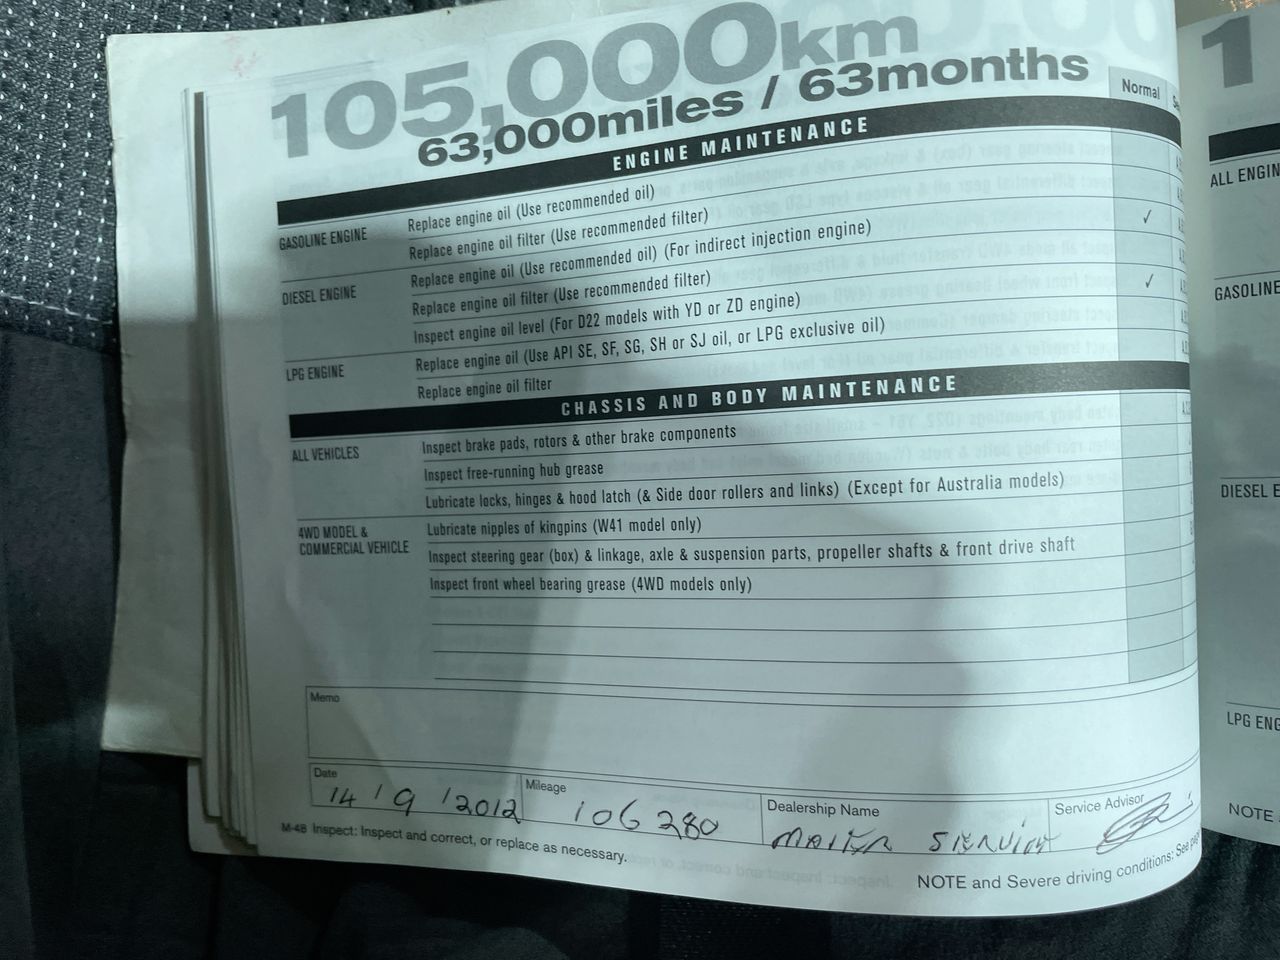 105,000km
63,000miles / 63months
Normal
ENGINE MAINTENANCE
GASOLINE ENGINE
Replace engine oil (Use recommended oil)
Replace engine oil filter (Use recommended filter)
DIESEL ENGINE
Replace engine oil (Use recommended oil) (For indirect injection engine) ✓
Replace engine oil filter (Use recommended filter)
Inspect engine oil level (For D22 models with YD or ZD engine) ✓
LPG ENGINE
Replace engine oil (Use API SE, SF, SG, SH or SJ oil, or LPG exclusive oil)
Replace engine oil filter
CHASSIS AND BODY MAINTENANCE
ALL VEHICLES
Inspect brake pads, rotors & other brake components
Inspect free-running hub grease
Lubricate locks, hinges & hood latch (& Side door rollers and links) (Except for Australia models)
4WD MODEL &
COMMERCIAL VEHICLE
Lubricate nipples of kingpins (W41 model only)
Inspect steering gear (box) & linkage, axle & suspension parts, propeller shafts & front drive shaft
Inspect front wheel bearing grease (4WD models only)
Memo
Date
14/9/2012
Mileage
106280
Dealership Name
Service Advisor
M-48 Inspect: Inspect and correct, or replace as necessary.
NOTE and Severe driving conditions: See
1
ALL ENGIN
GASOLINE
DIESEL E
LPG ENG
NOTE